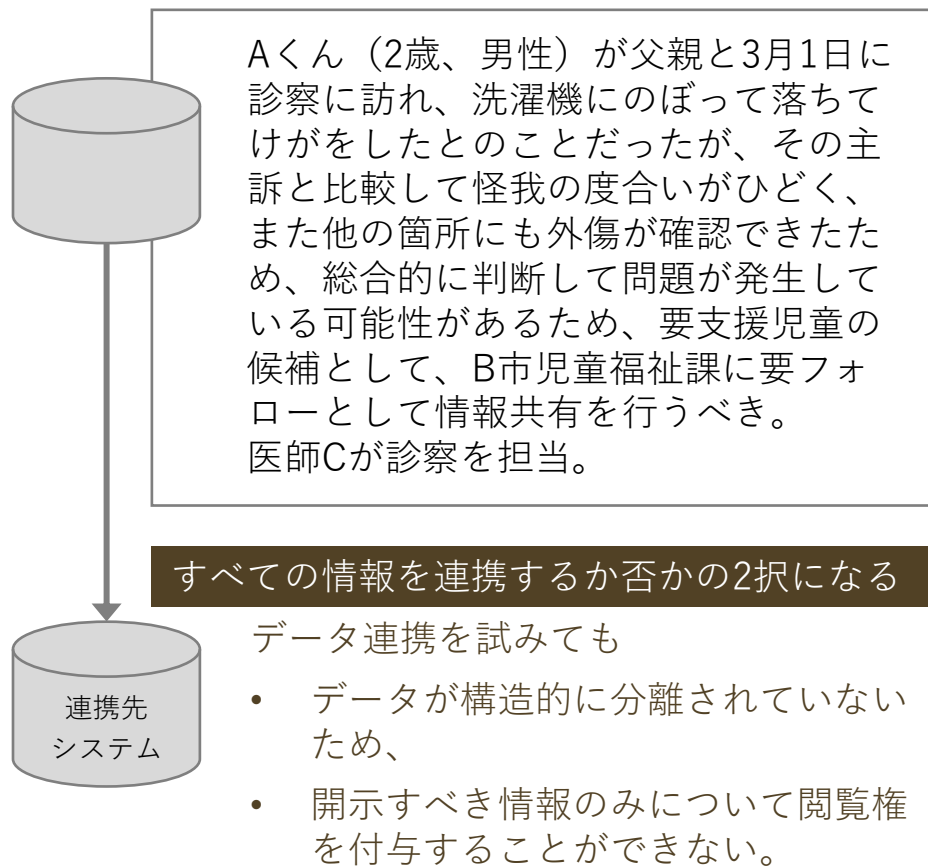 Aくん（2歳、男性）が父親と3月1日に
診察に訪れ、洗濯機にのぼって落ちて
けがをしたとのことだったが、その主
訴と比較して怪我の度合いがひどく、
また他の箇所にも外傷が確認できたた
め、総合的に判断して問題が発生して
いる可能性があるため、要支援児童の
候補として、B市児童福祉課に要フォ
ローとして情報共有を行うべき。
医師Cが診察を担当。
すべての情報を連携するか否かの2択になる
連携先
システム
データ連携を試みても
• データが構造的に分離されていない
ため、
• 開示すべき情報のみについて閲覧権
を付与することができない。